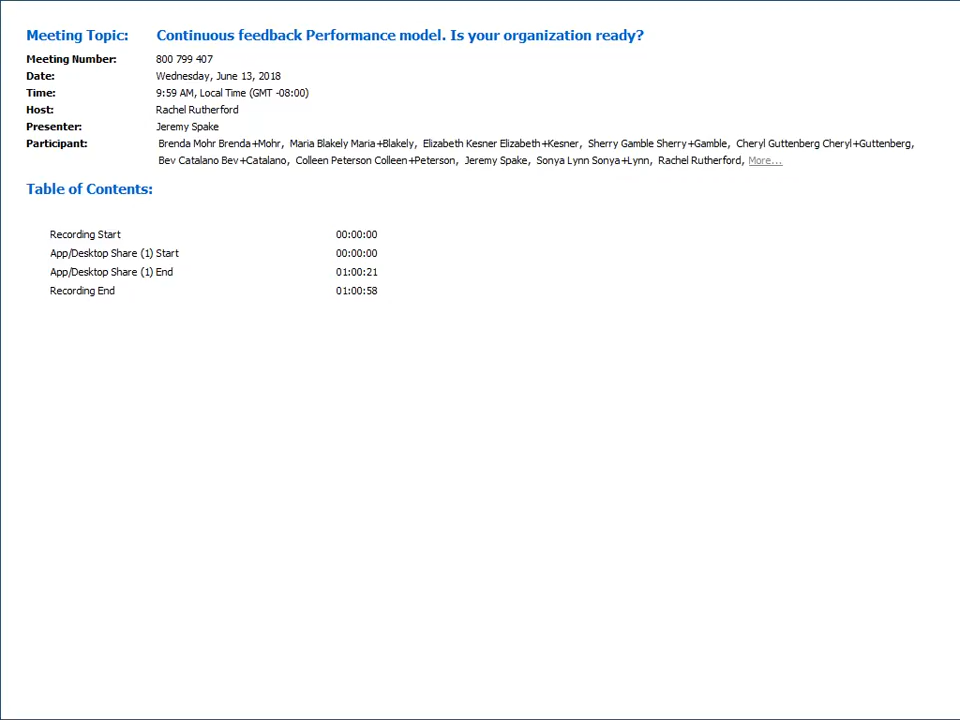 Meeting Topic: Continuous feedback Performance model. Is your organization ready?
Meeting Number: 800 799 407
Date: Wednesday, June 13, 2018
Time: 9:59 AM, Local Time (GMT -08:00)
Host: Rachel Rutherford
Presenter: Jeremy Spake
Participant: Brenda Mohr Brenda+Mohr, Maria Blakely Maria+Blakely, Elizabeth Kesner Elizabeth+Kesner, Sherry Gamble Sherry+Gamble, Cheryl Guttenberg Cheryl+Guttenberg,
Bev Catalano Bev+Catalano, Colleen Peterson Colleen+Peterson, Jeremy Spake, Sonya Lynn Sonya+Lynn, Rachel Rutherford, More...
Table of Contents:
Recording Start 00:00:00
App/Desktop Share (1) Start 00:00:00
App/Desktop Share (1) End 01:00:21
Recording End 01:00:58